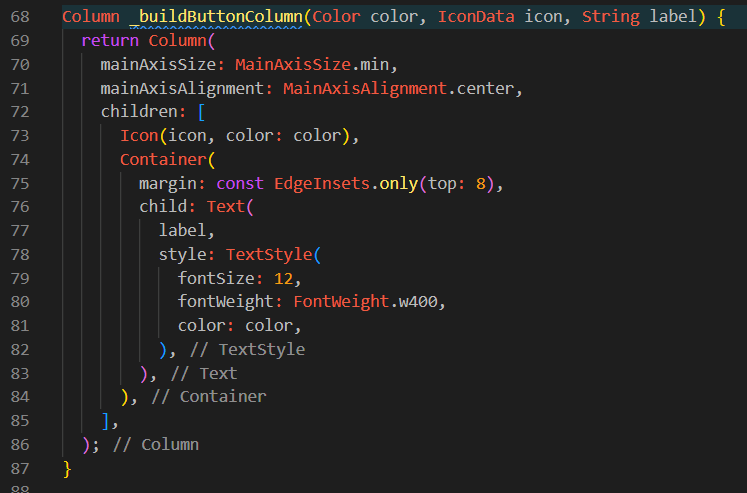 68 Column _buildButtonColumn(Color color, IconData icon, String label) {
69   return Column(
70     mainAxisSize: MainAxisSize.min,
71     mainAxisAlignment: MainAxisAlignment.center,
72     children: [
73       Icon(icon, color: color),
74       Container(
75         margin: const EdgeInsets.only(top: 8),
76         child: Text(
77           label,
78           style: TextStyle(
79             fontSize: 12,
80             fontWeight: FontWeight.w400,
81             color: color,
82           ), // TextStyle
83         ), // Text
84       ), // Container
85     ],
86   ); // Column
87 }
88